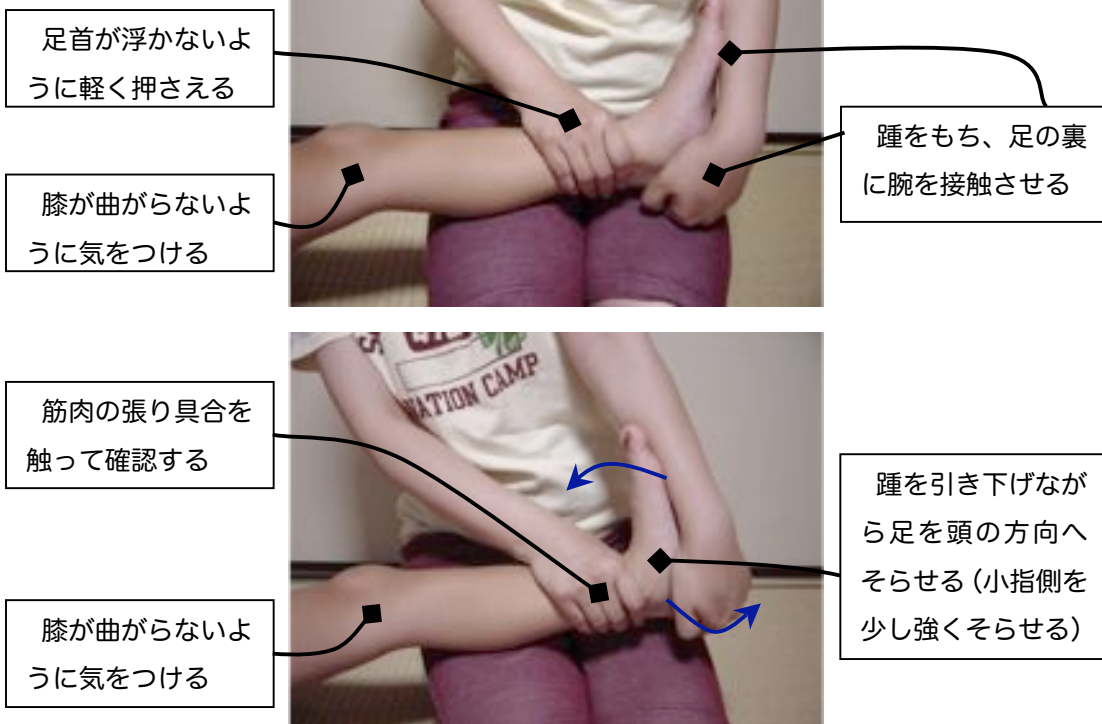 足首が浮かないよ
うに軽く押さえる
踵をもち、足の裏
に腕を接触させる
膝が曲がらないよ
うに気をつける
VATION CAMP
筋肉の張り具合を
触って確認する
踵を引き下げなが
ら足を頭の方向へ
そらせる（小指側を
少し強くそらせる）
膝が曲がらないよ
うに気をつける